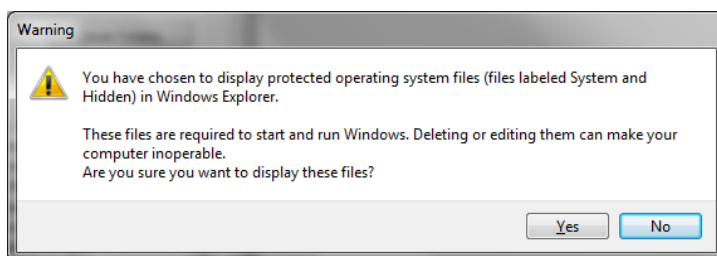 Warning
You have chosen to display protected operating system files (files labeled System and
Hidden) in Windows Explorer.
These files are required to start and run Windows. Deleting or editing them can make your
computer inoperable.
Are you sure you want to display these files?
Yes
No